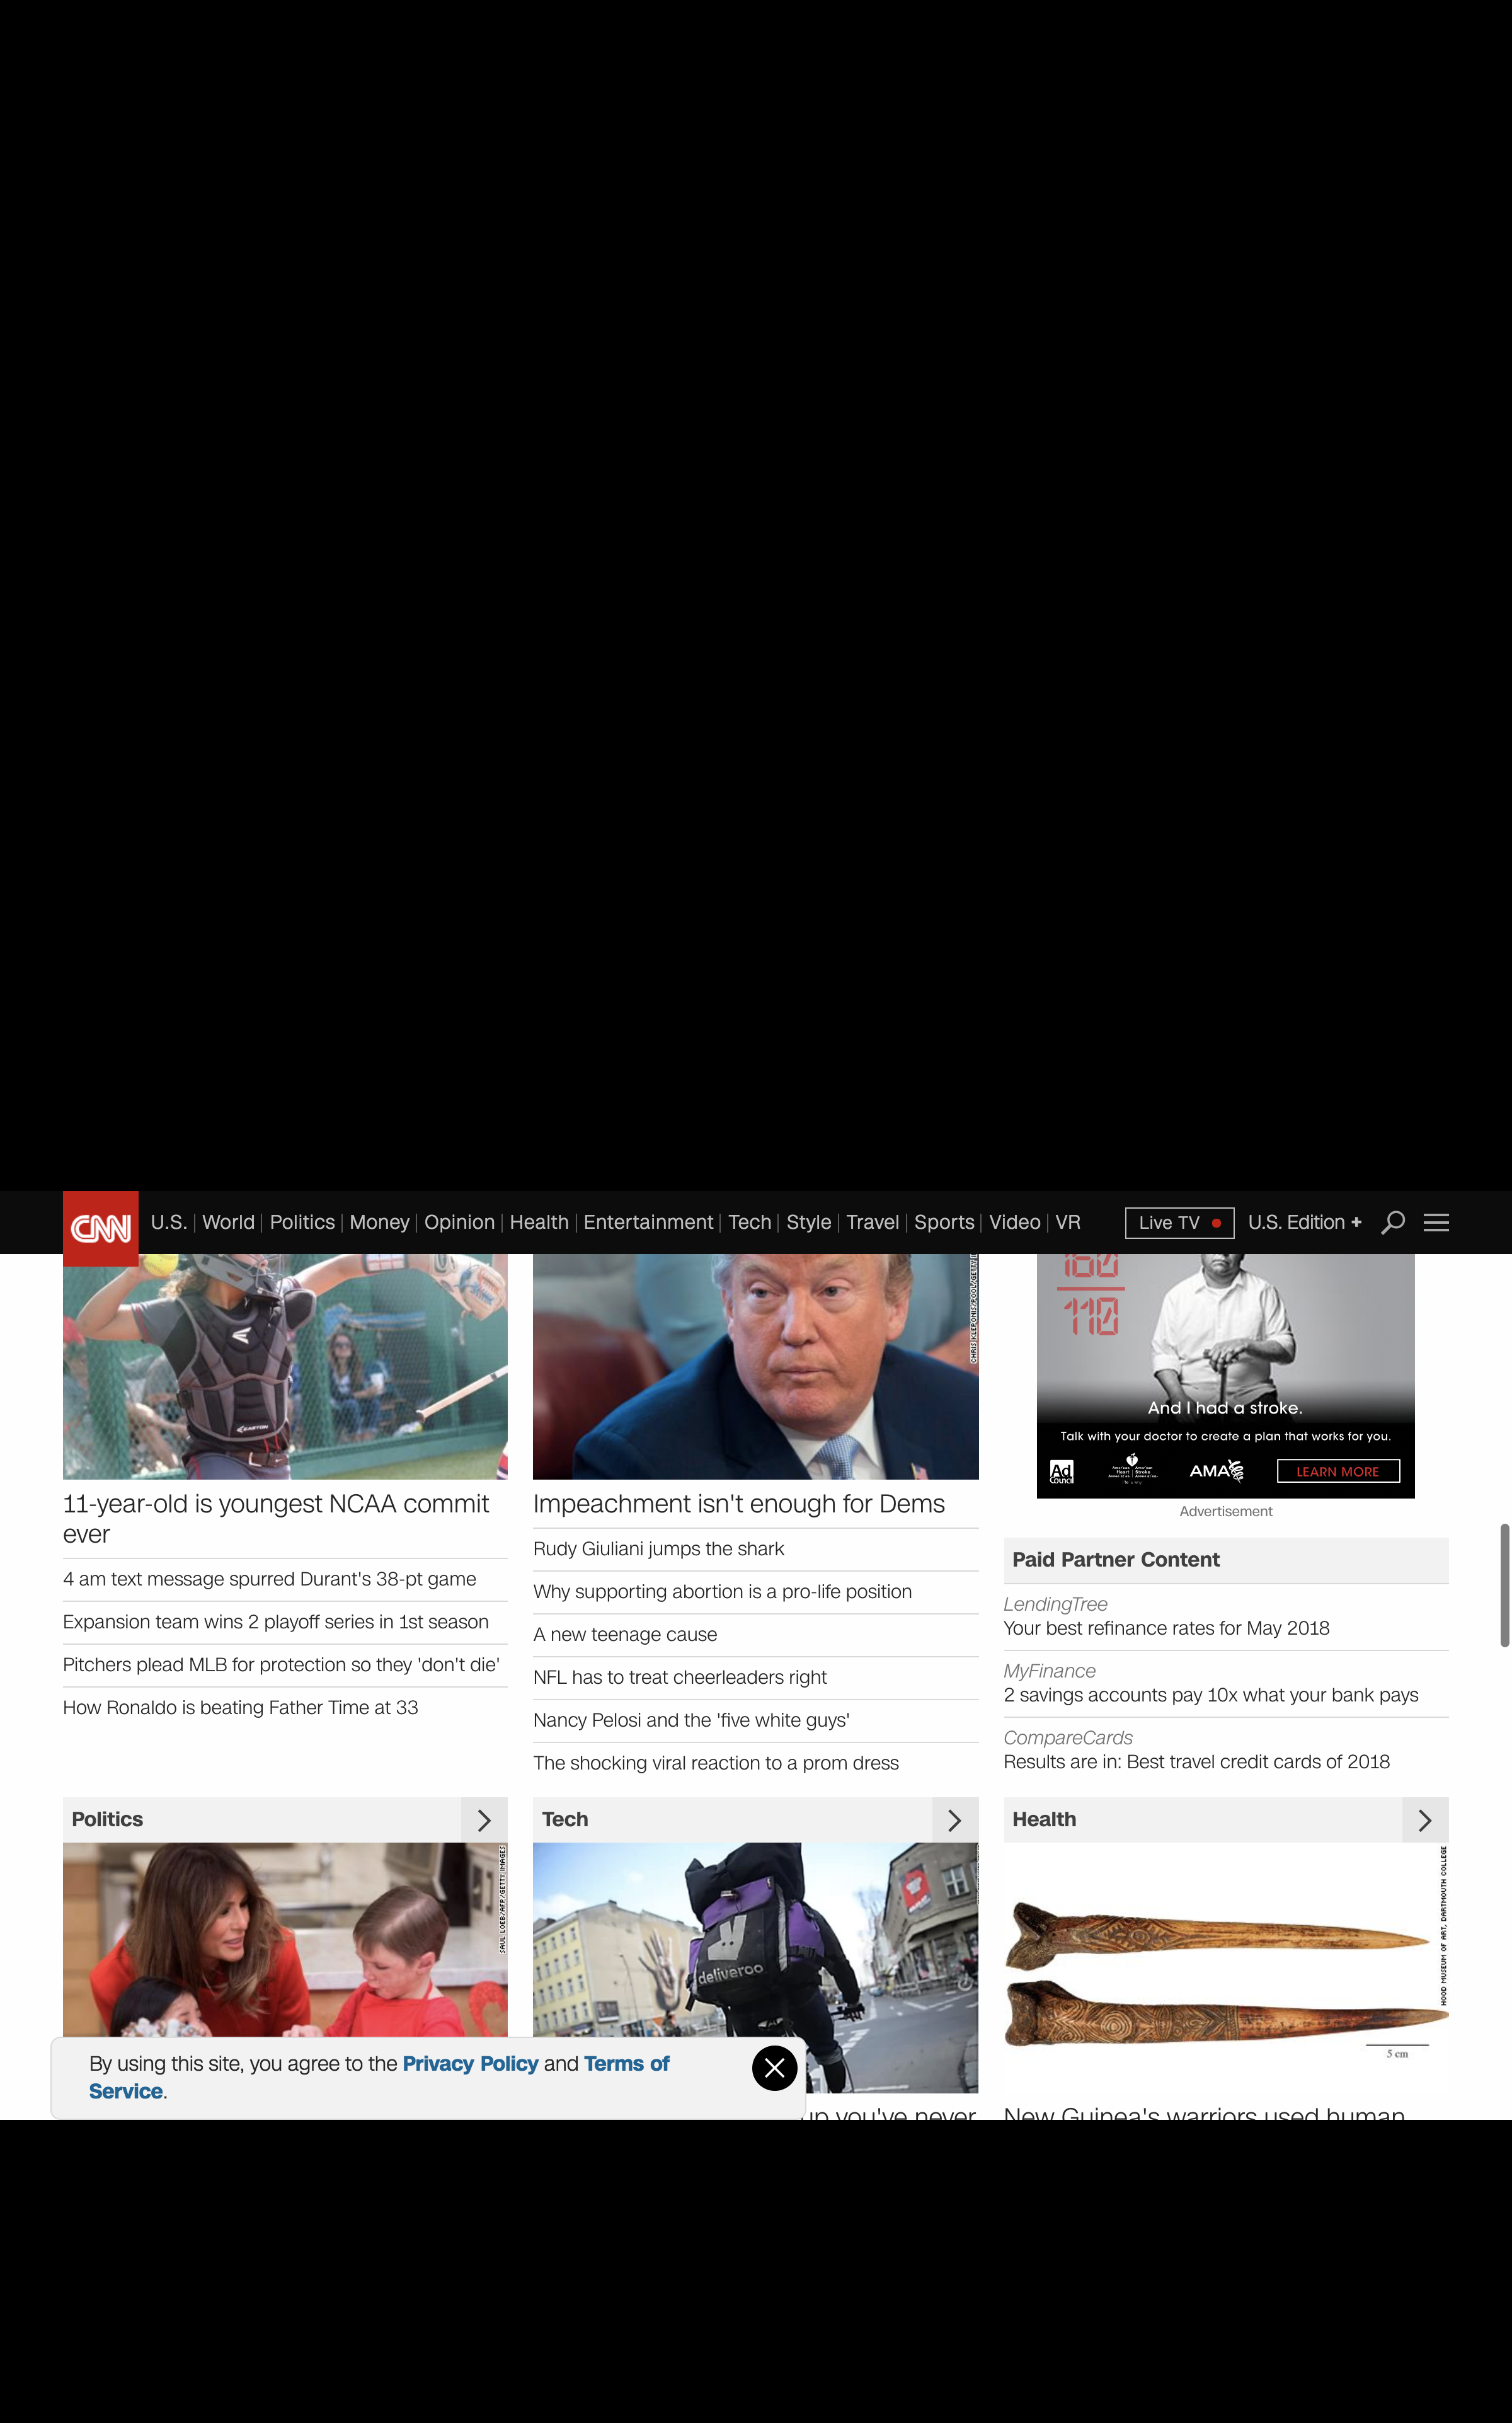 CNN
U.S. World Politics Money Opinion Health Entertainment Tech Style Travel Sports Video VR
Live TV
U.S. Edition +
EASTON
11-year-old is youngest NCAA commit
ever
4 am text message spurred Durant's 38-pt game
Expansion team wins 2 playoff series in 1st season
Pitchers plead MLB for protection so they 'don't die'
How Ronaldo is beating Father Time at 33
Impeachment isn't enough for Dems
Rudy Giuliani jumps the shark
Why supporting abortion is a pro-life position
A new teenage cause
NFL has to treat cheerleaders right
Nancy Pelosi and the 'five white guys'
The shocking viral reaction to a prom dress
160
110
And I had a stroke.
Talk with your doctor to create a plan that works for you.
Ad Council
AMA
LEARN MORE
Advertisement
Paid Partner Content
LendingTree
Your best refinance rates for May 2018
MyFinance
2 savings accounts pay 10x what your bank pays
CompareCards
Results are in: Best travel credit cards of 2018
Politics
SAUL LOEB/AFP/GETTY IMAGES
Tech
deliveroo
Health
HOOD MUSEUM OF ART, DARTMOUTH COLLEGE
5 cm
By using this site, you agree to the Privacy Policy and Terms of
Service.
up you've never
New Guinea's warriors used human